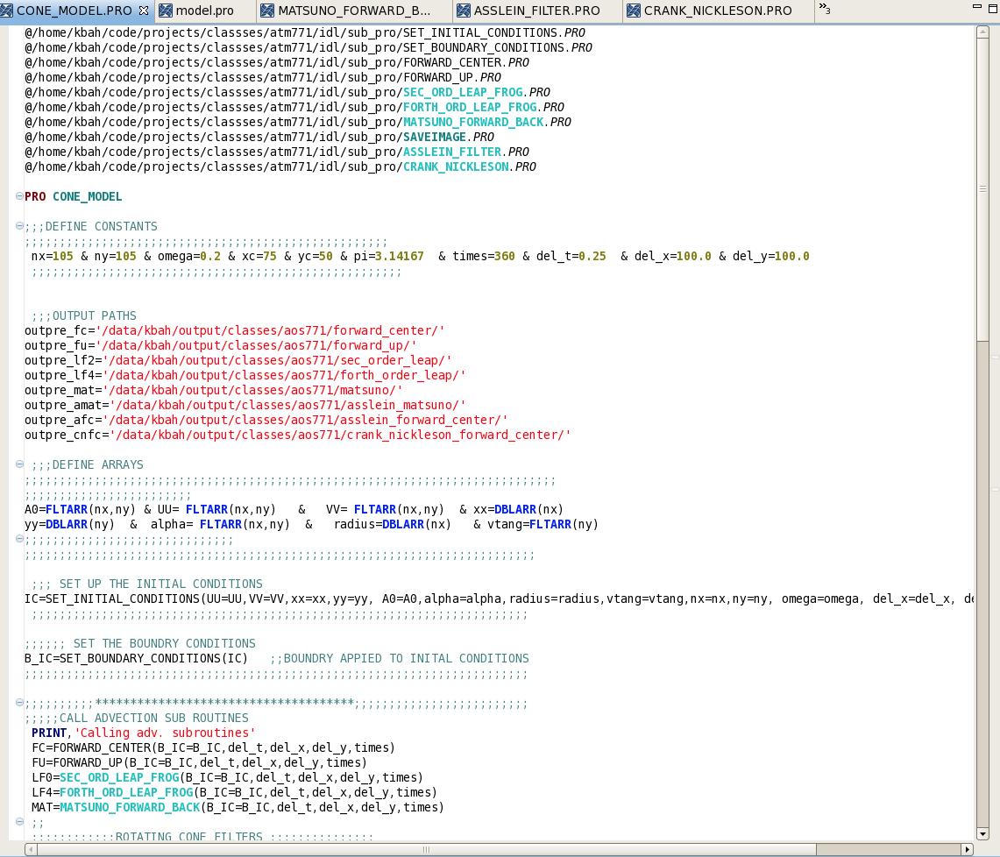 CONE_MODEL.PRO model.pro MATSUNO_FORWARD_B... ASSLEIN_FILTER.PRO CRANK_NICKLESON.PRO »3
@/home/kbah/code/projects/classses/atm771/idl/sub_pro/SET_INITIAL_CONDITIONS.PRO
@/home/kbah/code/projects/classses/atm771/idl/sub_pro/SET_BOUNDARY_CONDITIONS.PRO
@/home/kbah/code/projects/classses/atm771/idl/sub_pro/FORWARD_CENTER.PRO
@/home/kbah/code/projects/classses/atm771/idl/sub_pro/FORWARD_UP.PRO
@/home/kbah/code/projects/classses/atm771/idl/sub_pro/SEC_ORD_LEAP_FROG.PRO
@/home/kbah/code/projects/classses/atm771/idl/sub_pro/FORTH_ORD_LEAP_FROG.PRO
@/home/kbah/code/projects/classses/atm771/idl/sub_pro/MATSUNO_FORWARD_BACK.PRO
@/home/kbah/code/projects/classses/atm771/idl/sub_pro/SAVEIMAGE.PRO
@/home/kbah/code/projects/classses/atm771/idl/sub_pro/ASSLEIN_FILTER.PRO
@/home/kbah/code/projects/classses/atm771/idl/sub_pro/CRANK_NICKLESON.PRO
PRO CONE_MODEL
;;;DEFINE CONSTANTS
;;;;;;;;;;;;;;;;;;;;;;;;;;;;;;;;;;;;;;;;;;;;;;;;;;;;
nx=105 & ny=105 & omega=0.2 & xc=75 & yc=50 & pi=3.14167  & times=360 & del_t=0.25  & del_x=100.0 & del_y=100.0
;;;;;;;;;;;;;;;;;;;;;;;;;;;;;;;;;;;;;;;;;;;;;;;;;;;;;
;;;OUTPUT PATHS
outpre_fc='/data/kbah/output/classes/aos771/forward_center/'
outpre_fu='/data/kbah/output/classes/aos771/forward_up/'
outpre_lf2='/data/kbah/output/classes/aos771/sec_order_leap/'
outpre_lf4='/data/kbah/output/classes/aos771/forth_order_leap/'
outpre_mat='/data/kbah/output/classes/aos771/matsuno/'
outpre_amat='/data/kbah/output/classes/aos771/asslein_matsuno/'
outpre_afc='/data/kbah/output/classes/aos771/asslein_forward_center/'
outpre_cnfc='/data/kbah/output/classes/aos771/crank_nickleson_forward_center/'
;;;DEFINE ARRAYS
;;;;;;;;;;;;;;;;;;;;;;;;;;;;;;;;;;;;;;;;;;;;;;;;;;;;;;;;;;;;;;;;;;;;;;;;;;;;
;;;;;;;;;;;;;;;;;;;;;;;;
A0=FLTARR(nx,ny) & UU= FLTARR(nx,ny)   &   VV= FLTARR(nx,ny)  & xx=DBLARR(nx)
yy=DBLARR(ny)  &  alpha= FLTARR(nx,ny)  &   radius=DBLARR(nx)   & vtang=FLTARR(ny)
;;;;;;;;;;;;;;;;;;;;;;;;;;;;;;
;;;;;;;;;;;;;;;;;;;;;;;;;;;;;;;;;;;;;;;;;;;;;;;;;;;;;;;;;;;;;;;;;;;;;;;;;
;;; SET UP THE INITIAL CONDITIONS
IC=SET_INITIAL_CONDITIONS(UU=UU,VV=VV,xx=xx,yy=yy, A0=A0,alpha=alpha,radius=radius,vtang=vtang,nx=nx,ny=ny, omega=omega, del_x=del_x, de
;;;;;;;;;;;;;;;;;;;;;;;;;;;;;;;;;;;;;;;;;;;;;;;;;;;;;;;;;;;;;;;;;;;;;;;
;;;;;; SET THE BOUNDRY CONDITIONS
B_IC=SET_BOUNDARY_CONDITIONS(IC)   ;;BOUNDRY APPIED TO INITAL CONDITIONS
;;;;;;;;;;;;;;;;;;;;;;;;;;;;;;;;;;;;;;;;;;;;;;;;;;;;;;;;;;;;;;;;;;;;;;;;
;;;;;;;;;;*************************************;;;;;;;;;;;;;;;;;;;;;;;;;
;;;;;CALL ADVECTION SUB ROUTINES
PRINT,'Calling adv. subroutines'
FC=FORWARD_CENTER(B_IC=B_IC,del_t,del_x,del_y,times)
FU=FORWARD_UP(B_IC=B_IC,del_t,del_x,del_y,times)
LF0=SEC_ORD_LEAP_FROG(B_IC=B_IC,del_t,del_x,del_y,times)
LF4=FORTH_ORD_LEAP_FROG(B_IC=B_IC,del_t,del_x,del_y,times)
MAT=MATSUNO_FORWARD_BACK(B_IC=B_IC,del_t,del_x,del_y,times)
;;
;;;;;;;;;;;;ROTATING CONE FILTERS ;;;;;;;;;;;;;;;